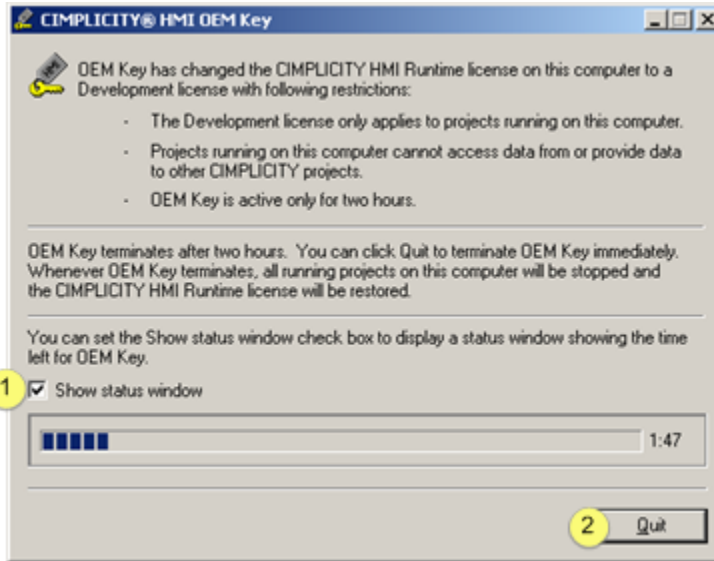 CIMPLICITY® HMI OEM Key
OEM Key has changed the CIMPLICITY HMI Runtime license on this computer to a
Development license with following restrictions:
- The Development license only applies to projects running on this computer.
- Projects running on this computer cannot access data from or provide data
to other CIMPLICITY projects.
- OEM Key is active only for two hours.
OEM Key terminates after two hours. You can click Quit to terminate OEM Key immediately.
Whenever OEM Key terminates, all running projects on this computer will be stopped and
the CIMPLICITY HMI Runtime license will be restored.
You can set the Show status window check box to display a status window showing the time
left for OEM Key.
1 Show status window
1:47
2 Quit